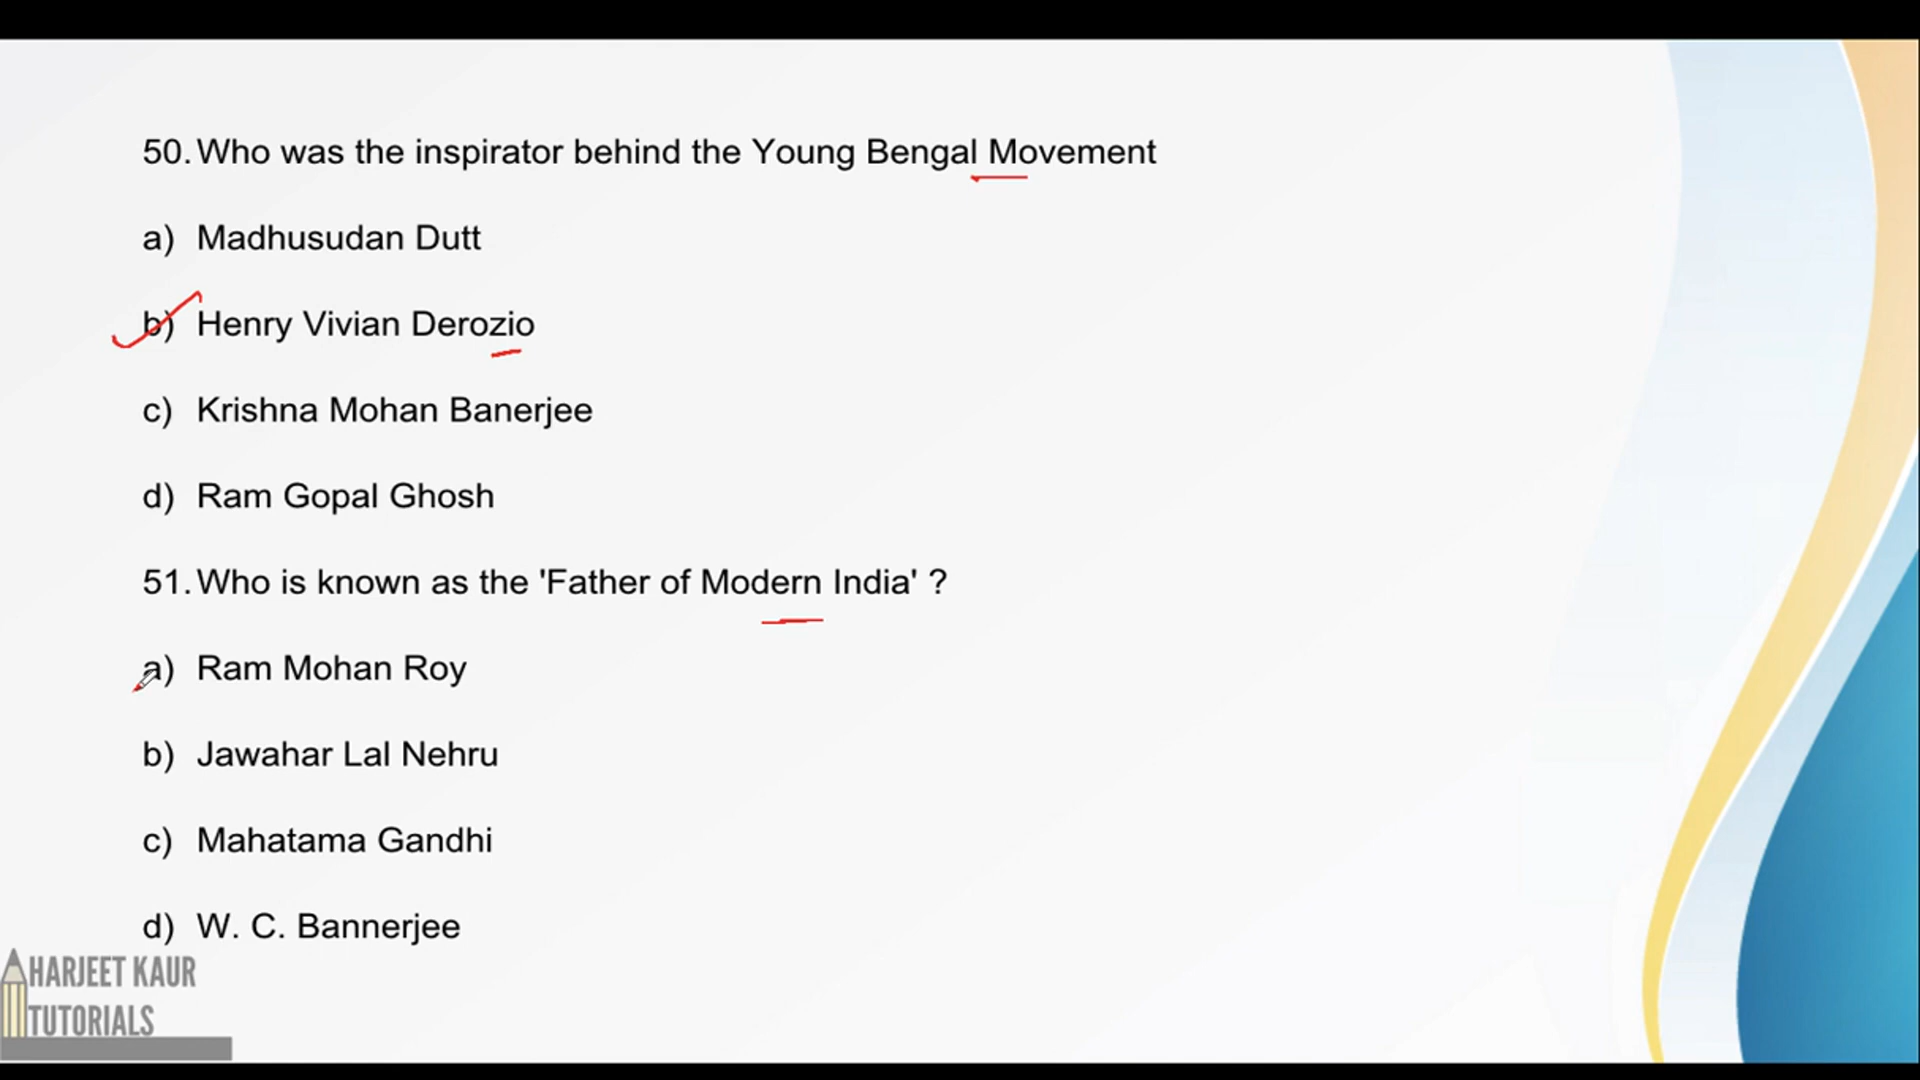 50. Who was the inspirator behind the Young Bengal Movement
a) Madhusudan Dutt
b) Henry Vivian Derozio
c) Krishna Mohan Banerjee
d) Ram Gopal Ghosh
51. Who is known as the 'Father of Modern India' ?
a) Ram Mohan Roy
b) Jawahar Lal Nehru
c) Mahatama Gandhi
d) W. C. Bannerjee
HARJEET KAUR
TUTORIALS